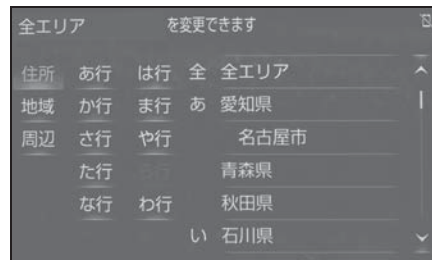 全エリア を変更できます
住所 あ行 は行 全 全エリア
地域 か行 ま行 あ 愛知県
周辺 さ行 や行 名古屋市
た行 ら行 青森県
な行 わ行 秋田県
い 石川県